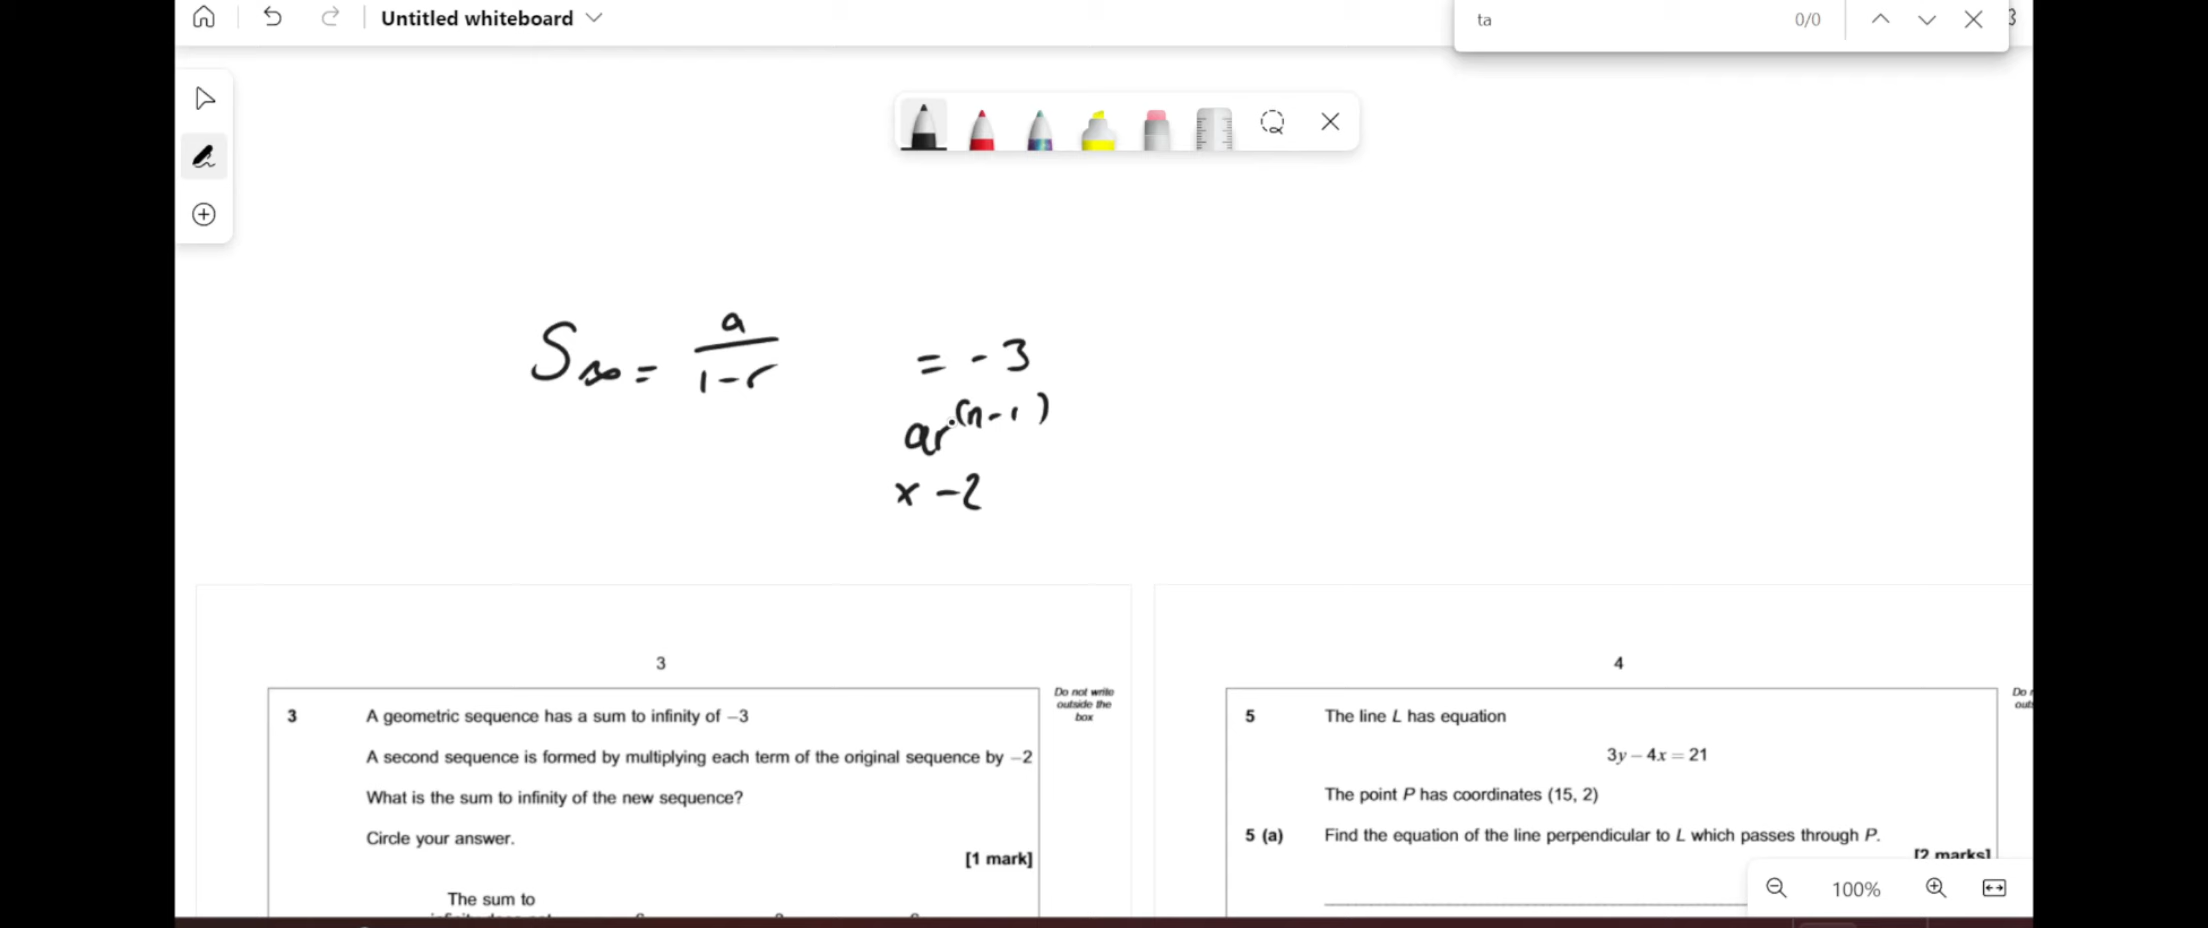 Untitled whiteboard
ta 0/0
S∞ = a/(1-r) = -3
ar^(n-1)
x -2
3
3 A geometric sequence has a sum to infinity of −3
A second sequence is formed by multiplying each term of the original sequence by −2
What is the sum to infinity of the new sequence?
Circle your answer.
[1 mark]
The sum to
Do not write
outside the
box
4
5 The line L has equation
3y − 4x = 21
The point P has coordinates (15, 2)
5 (a) Find the equation of the line perpendicular to L which passes through P.
[2 marks]
Do
100%